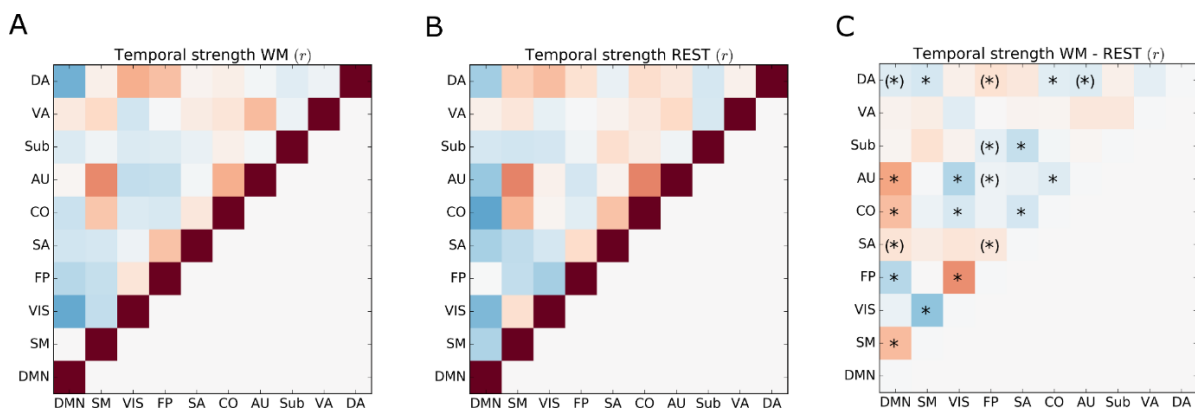 A
Temporal strength WM (r)
DA
VA
Sub
AU
CO
SA
FP
VIS
SM
DMN
DMN SM VIS FP SA CO AU Sub VA DA
B
Temporal strength REST (r)
DA
VA
Sub
AU
CO
SA
FP
VIS
SM
DMN
DMN SM VIS FP SA CO AU Sub VA DA
C
Temporal strength WM - REST (r)
DA (*) * (*) * (*)
VA
Sub (*) *
AU * * (*) *
CO * * *
SA (*) (*)
FP * *
VIS *
SM *
DMN
DMN SM VIS FP SA CO AU Sub VA DA